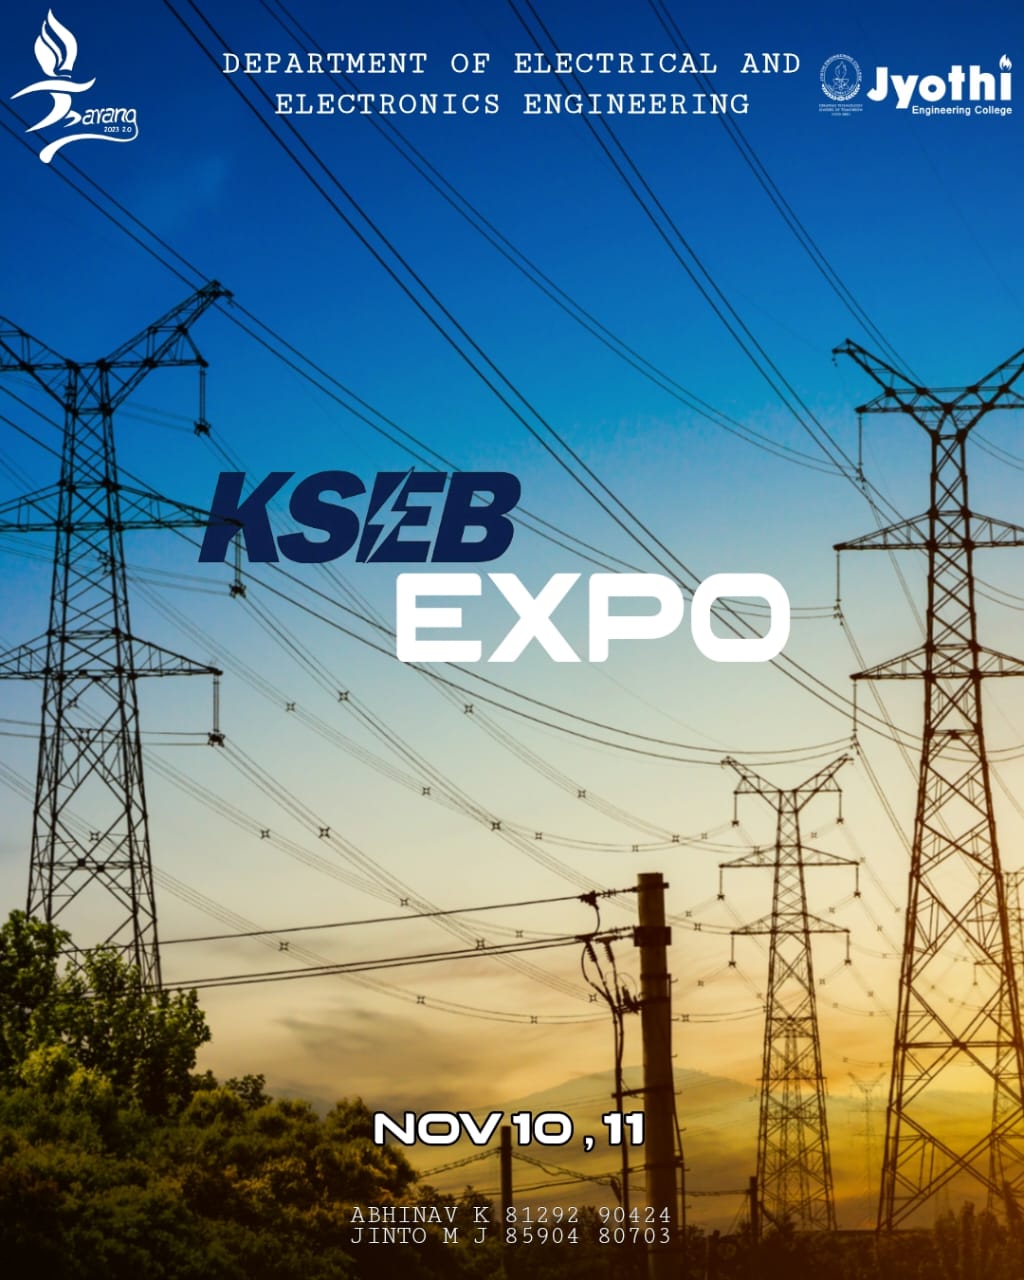 DEPARTMENT OF ELECTRICAL AND
ELECTRONICS ENGINEERING
Tarang
2023 2.0
Jyothi
Engineering College
KSEB
EXPO
NOV 10 , 11
ABHINAV K 81292 90424
JINTO M J 85904 80703